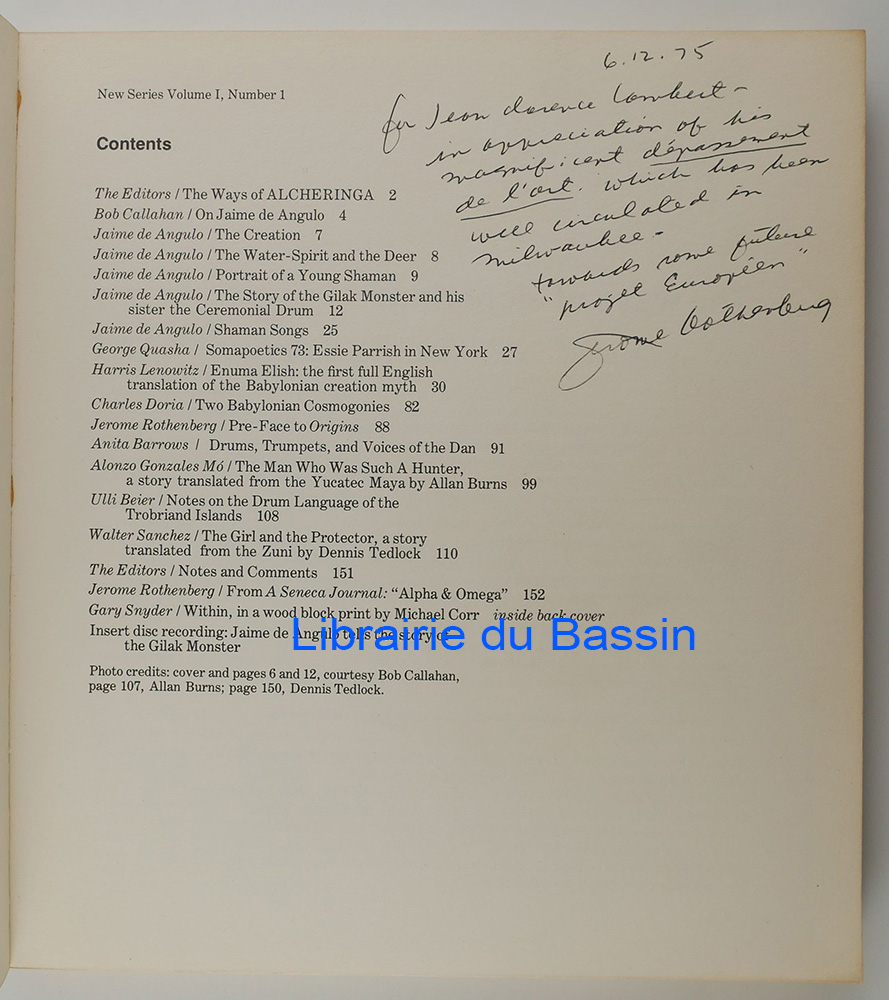 6.12.75
for Jean Clarence Lambert –
in appreciation of his
magnificent dépassement
de l'art. which has been
well circulated in
milwaukee –
towards some future
"projet Européen"
Jerome Rothenberg
New Series Volume I, Number 1
Contents
The Editors / The Ways of ALCHERINGA 2
Bob Callahan / On Jaime de Angulo 4
Jaime de Angulo / The Creation 7
Jaime de Angulo / The Water-Spirit and the Deer 8
Jaime de Angulo / Portrait of a Young Shaman 9
Jaime de Angulo / The Story of the Gilak Monster and his
sister the Ceremonial Drum 12
Jaime de Angulo / Shaman Songs 25
George Quasha / Somapoetics 73: Essie Parrish in New York 27
Harris Lenowitz / Enuma Elish: the first full English
translation of the Babylonian creation myth 30
Charles Doria / Two Babylonian Cosmogonies 82
Jerome Rothenberg / Pre-Face to Origins 88
Anita Barrows / Drums, Trumpets, and Voices of the Dan 91
Alonzo Gonzales Mó / The Man Who Was Such A Hunter,
a story translated from the Yucatec Maya by Allan Burns 99
Ulli Beier / Notes on the Drum Language of the
Trobriand Islands 108
Walter Sanchez / The Girl and the Protector, a story
translated from the Zuni by Dennis Tedlock 110
The Editors / Notes and Comments 151
Jerome Rothenberg / From A Seneca Journal: "Alpha & Omega" 152
Gary Snyder / Within, in a wood block print by Michael Corr inside back cover
Insert disc recording: Jaime de Angulo tells the story of
the Gilak Monster
Librairie du Bassin
Photo credits: cover and pages 6 and 12, courtesy Bob Callahan,
page 107, Allan Burns; page 150, Dennis Tedlock.